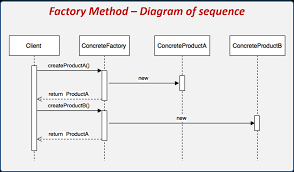 Factory Method – Diagram of sequence
Client
ConcreteFactory
ConcreteProductA
ConcreteProductB
createProductA()
new
return ProductA
createProductB()
new
return ProductA